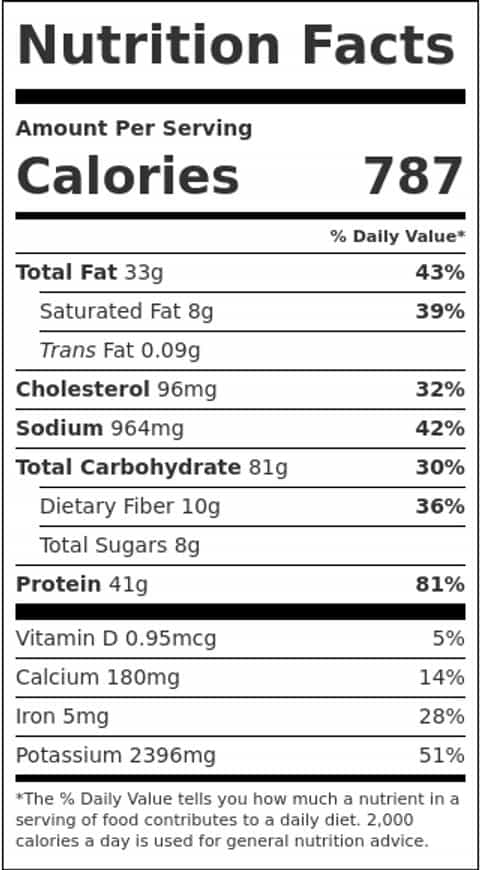 Nutrition Facts
Amount Per Serving
Calories 787
% Daily Value*
Total Fat 33g 43%
Saturated Fat 8g 39%
Trans Fat 0.09g
Cholesterol 96mg 32%
Sodium 964mg 42%
Total Carbohydrate 81g 30%
Dietary Fiber 10g 36%
Total Sugars 8g
Protein 41g 81%
Vitamin D 0.95mcg 5%
Calcium 180mg 14%
Iron 5mg 28%
Potassium 2396mg 51%
*The % Daily Value tells you how much a nutrient in a
serving of food contributes to a daily diet. 2,000
calories a day is used for general nutrition advice.